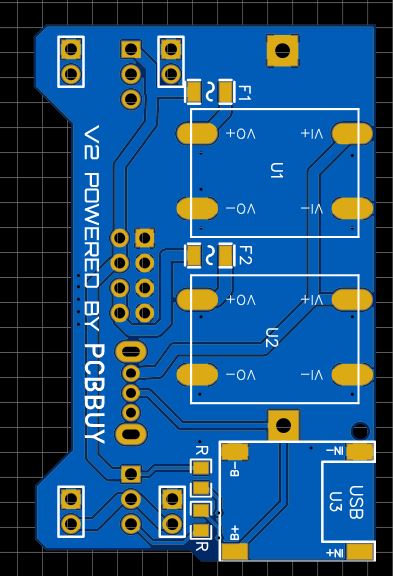 F1
VO+
VI+
U1
VO-
VI-
F2
VO+
VI+
U2
VO-
VI-
V2 POWERED BY PCBBUY
R
B-
IN-
USB
U3
B+
IN+
R